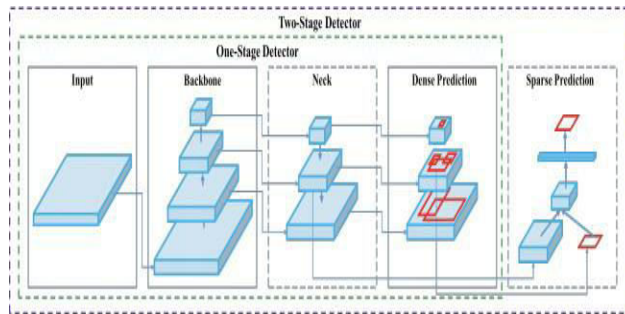 Two-Stage Detector
One-Stage Detector
Input
Backbone
Neck
Dense Prediction
Sparse Prediction